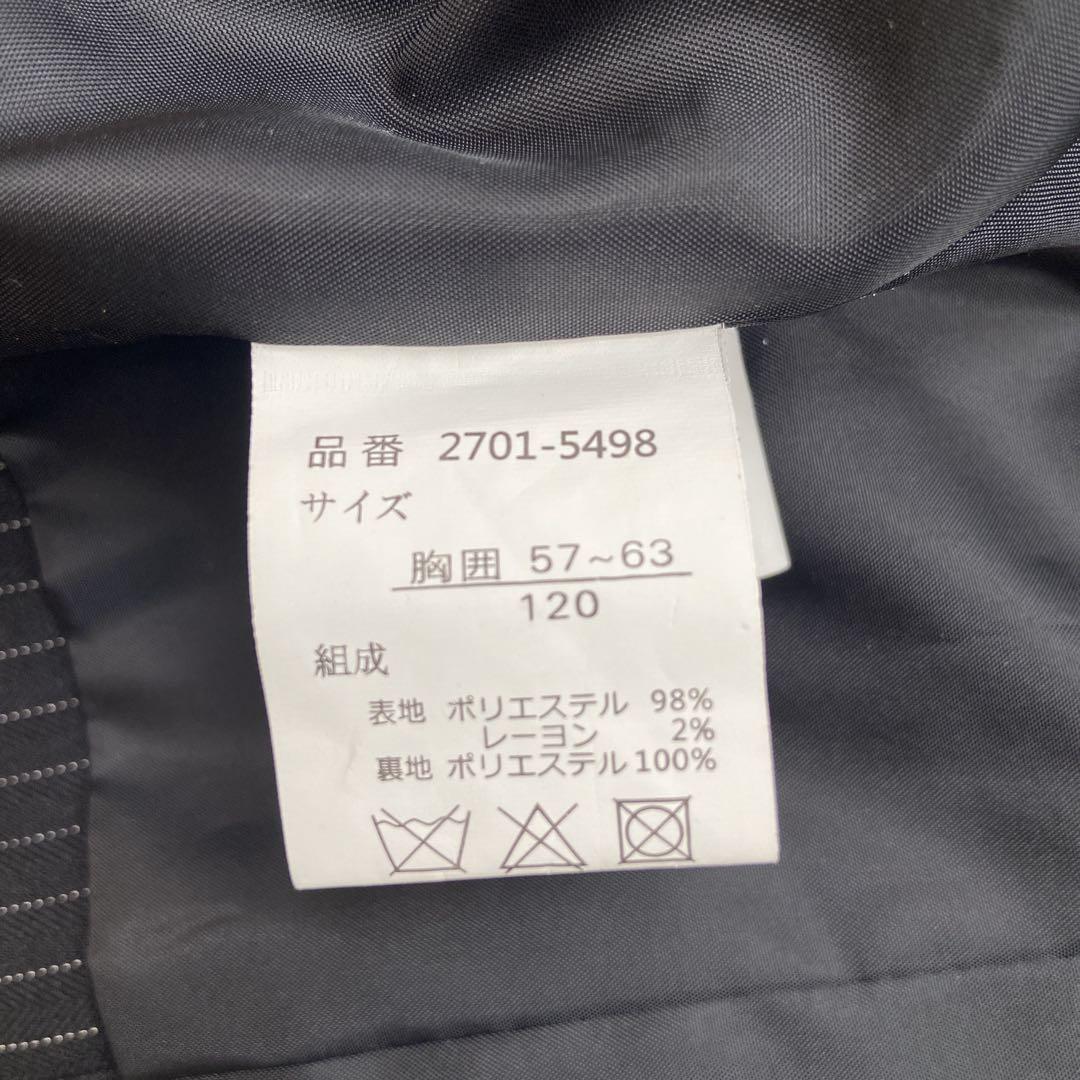 品番 2701-5498
サイズ
胸囲 57~63
120
組成
表地 ポリエステル 98%
レーヨン 2%
裏地 ポリエステル 100%